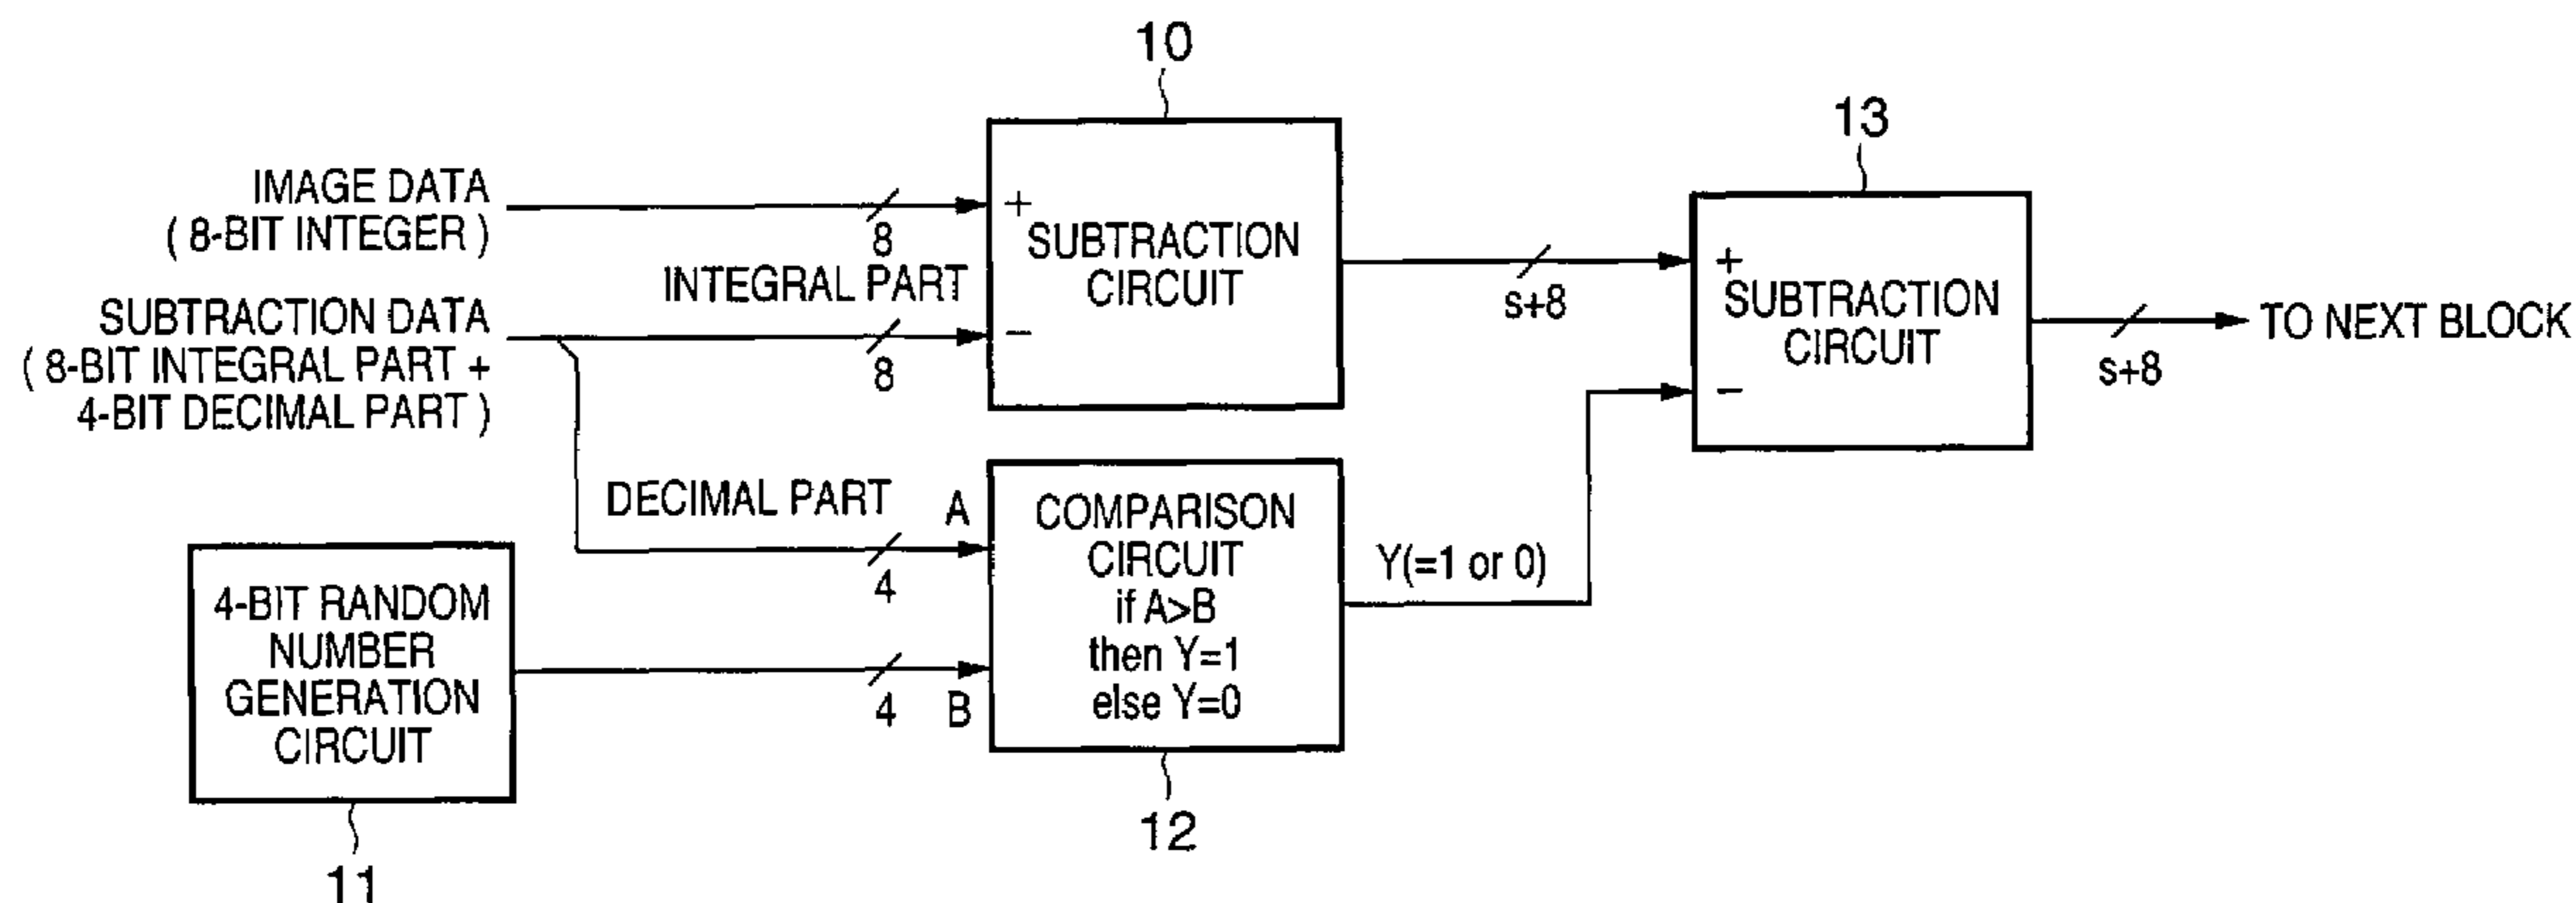 10
13
IMAGE DATA
( 8-BIT INTEGER )
8
+
SUBTRACTION
CIRCUIT
INTEGRAL PART
SUBTRACTION DATA
( 8-BIT INTEGRAL PART +
4-BIT DECIMAL PART )
8
−
s+8
+
SUBTRACTION
CIRCUIT
−
s+8
TO NEXT BLOCK
DECIMAL PART
A
4
COMPARISON
CIRCUIT
if A>B
then Y=1
else Y=0
Y(=1 or 0)
4-BIT RANDOM
NUMBER
GENERATION
CIRCUIT
4
B
12
11